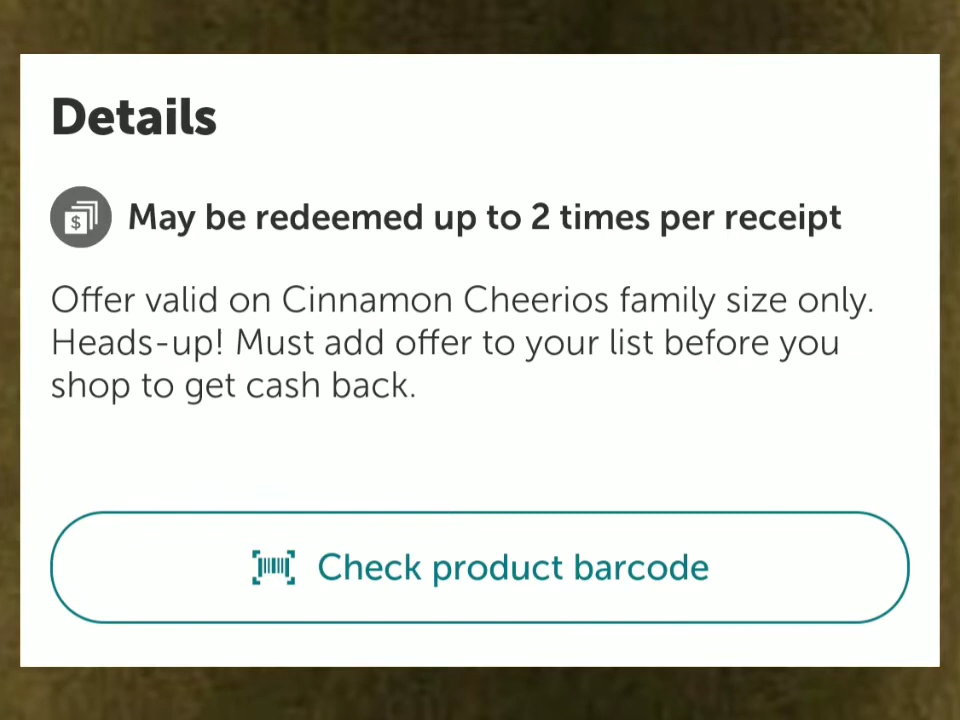 Details
$ May be redeemed up to 2 times per receipt
Offer valid on Cinnamon Cheerios family size only.
Heads-up! Must add offer to your list before you
shop to get cash back.
Check product barcode